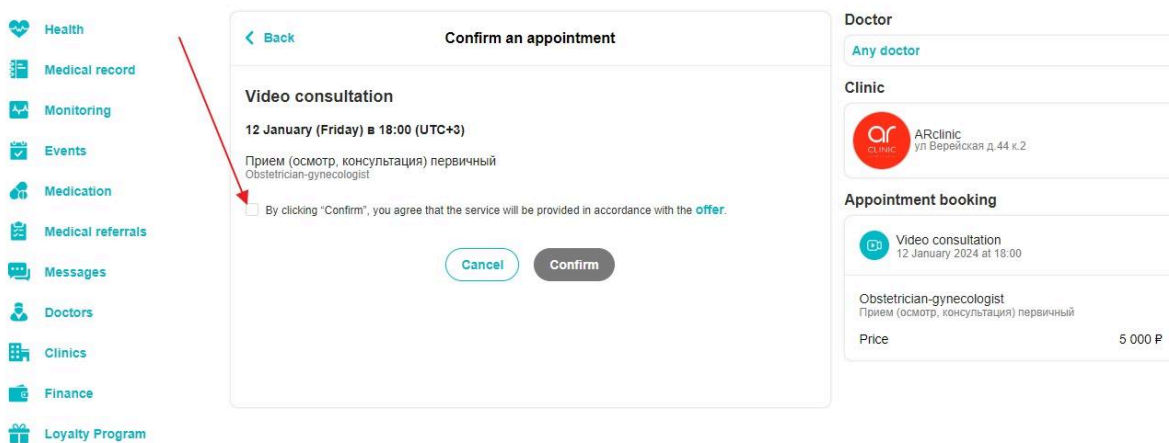 Health
Medical record
Monitoring
Events
Medication
Medical referrals
Messages
Doctors
Clinics
Finance
Loyalty Program
Back
Confirm an appointment
Video consultation
12 January (Friday) в 18:00 (UTC+3)
Прием (осмотр, консультация) первичный
Obstetrician-gynecologist
By clicking “Confirm”, you agree that the service will be provided in accordance with the offer.
Cancel
Confirm
Doctor
Any doctor
Clinic
ar
CLINIC
ARclinic
ул Верейская д.44 к.2
Appointment booking
Video consultation
12 January 2024 at 18:00
Obstetrician-gynecologist
Прием (осмотр, консультация) первичный
Price 5 000 ₽